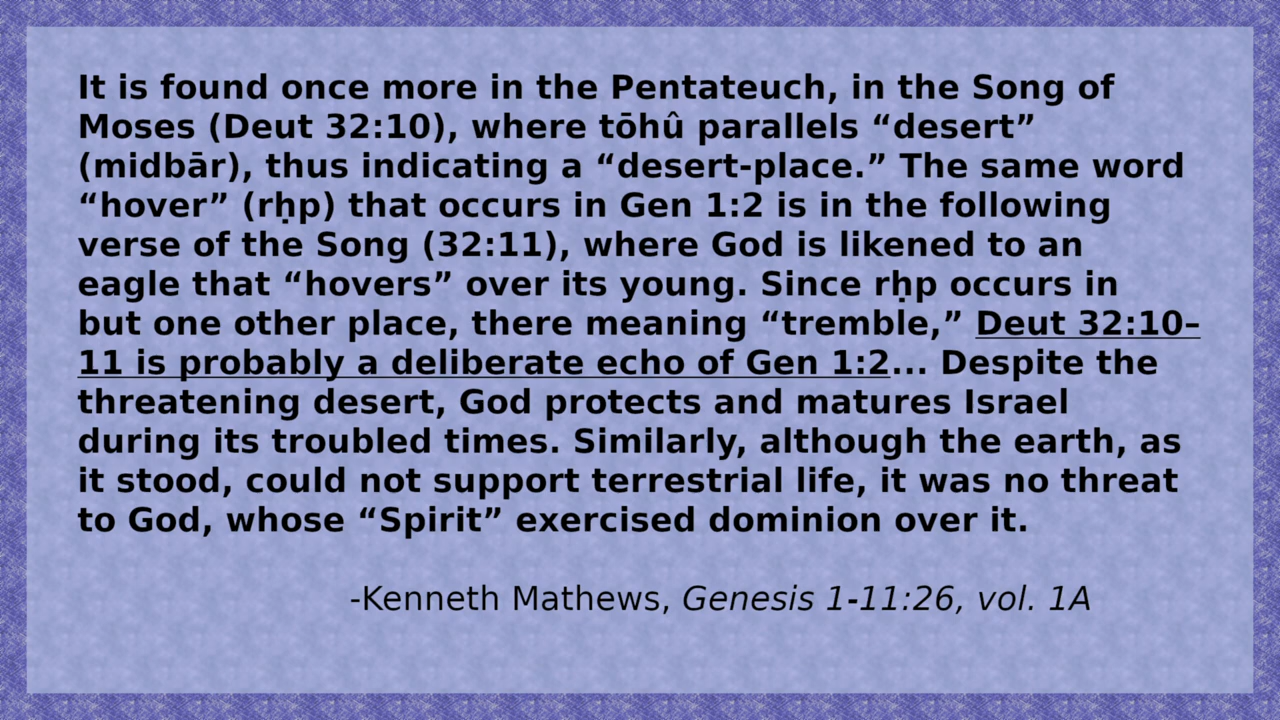 It is found once more in the Pentateuch, in the Song of
Moses (Deut 32:10), where tōhû parallels “desert”
(midbār), thus indicating a “desert-place.” The same word
“hover” (rḥp) that occurs in Gen 1:2 is in the following
verse of the Song (32:11), where God is likened to an
eagle that “hovers” over its young. Since rḥp occurs in
but one other place, there meaning “tremble,” Deut 32:10–
11 is probably a deliberate echo of Gen 1:2... Despite the
threatening desert, God protects and matures Israel
during its troubled times. Similarly, although the earth, as
it stood, could not support terrestrial life, it was no threat
to God, whose “Spirit” exercised dominion over it.
-Kenneth Mathews, Genesis 1-11:26, vol. 1A